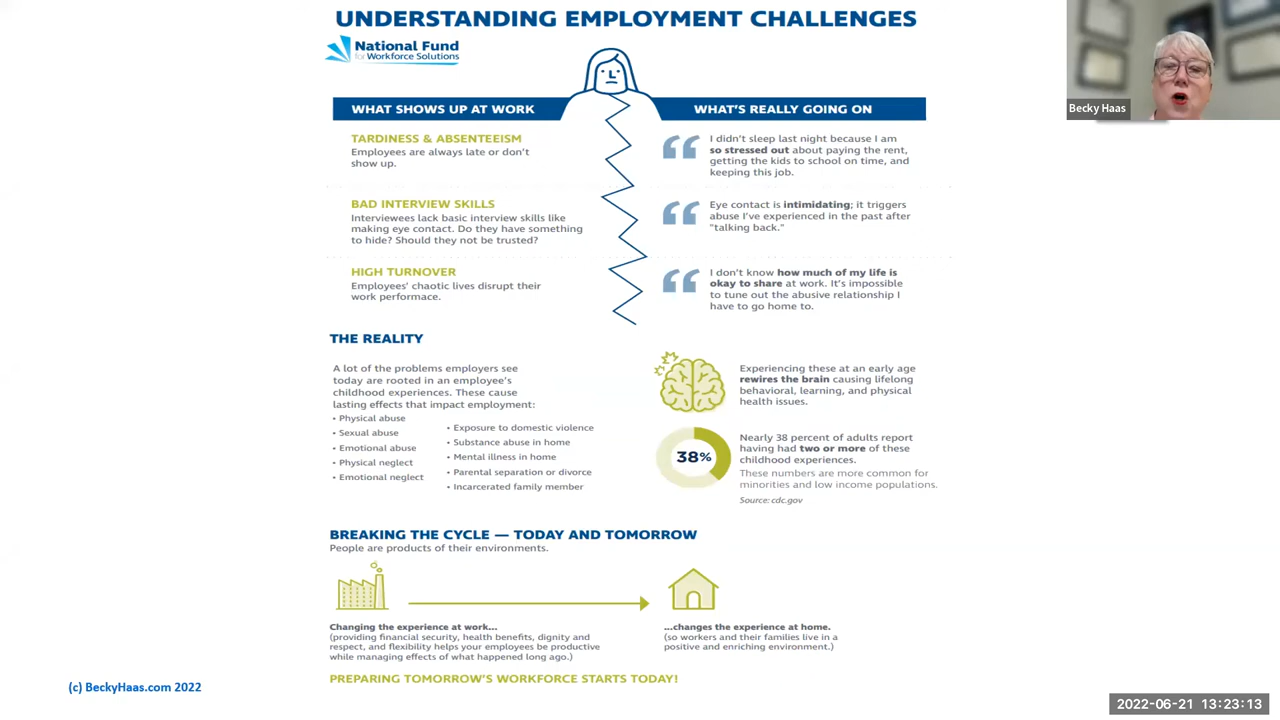 UNDERSTANDING EMPLOYMENT CHALLENGES
National Fund
for Workforce Solutions
Becky Haas
WHAT SHOWS UP AT WORK
WHAT'S REALLY GOING ON
TARDINESS & ABSENTEEISM
Employees are always late or don't
show up.
I didn't sleep last night because I am
so stressed out about paying the rent,
getting the kids to school on time, and
keeping this job.
BAD INTERVIEW SKILLS
Interviewees lack basic interview skills like
making eye contact. Do they have something
to hide? Should they not be trusted?
Eye contact is intimidating; it triggers
abuse I've experienced in the past after
"talking back."
HIGH TURNOVER
Employees' chaotic lives disrupt their
work performace.
I don't know how much of my life is
okay to share at work. It's impossible
to tune out the abusive relationship I
have to go home to.
THE REALITY
A lot of the problems employers see
today are rooted in an employee's
childhood experiences. These cause
lasting effects that impact employment:
• Physical abuse
• Sexual abuse
• Emotional abuse
• Physical neglect
• Emotional neglect
• Exposure to domestic violence
• Substance abuse in home
• Mental illness in home
• Parental separation or divorce
• Incarcerated family member
Experiencing these at an early age
rewires the brain causing lifelong
behavioral, learning, and physical
health issues.
38%
Nearly 38 percent of adults report
having had two or more of these
childhood experiences.
These numbers are more common for
minorities and low income populations.
Source: cdc.gov
BREAKING THE CYCLE — TODAY AND TOMORROW
People are products of their environments.
Changing the experience at work...
(providing financial security, health benefits, dignity and
respect, and flexibility helps your employees be productive
while managing effects of what happened long ago.)
...changes the experience at home.
(so workers and their families live in a
positive and enriching environment.)
PREPARING TOMORROW'S WORKFORCE STARTS TODAY!
(c) BeckyHaas.com 2022
2022-06-21 13:23:13